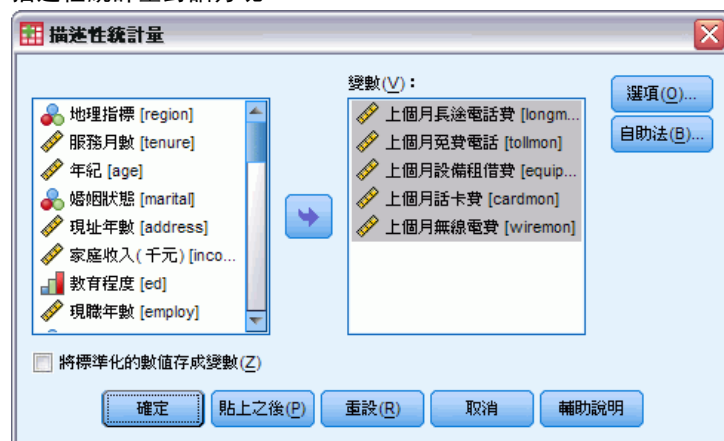 描述性統計量
變數(V)：
地理指標 [region]
服務月數 [tenure]
年紀 [age]
婚姻狀態 [marital]
現址年數 [address]
家庭收入(千元) [inco...
教育程度 [ed]
現職年數 [employ]
上個月長途電話費 [longm...
上個月免費電話 [tollmon]
上個月設備租借費 [equip...
上個月話卡費 [cardmon]
上個月無線電費 [wiremon]
選項(O)...
自助法(B)...
將標準化的數值存成變數(Z)
確定
貼上之後(P)
重設(R)
取消
輔助說明